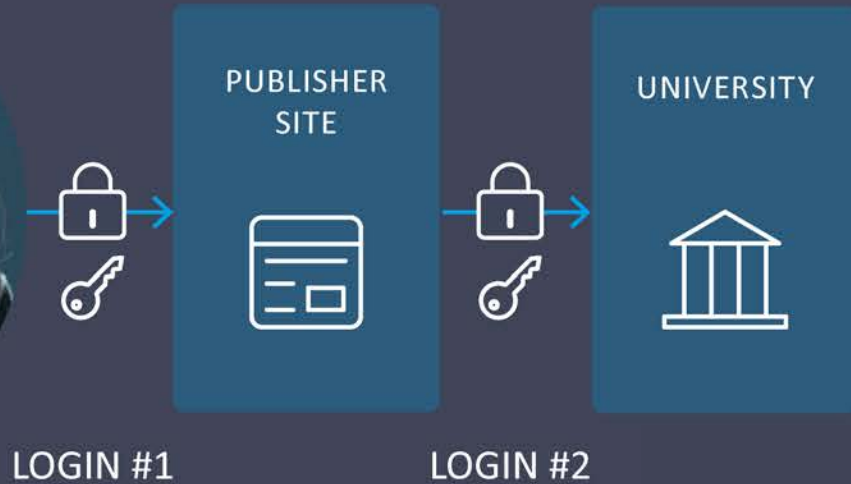 PUBLISHER
SITE
UNIVERSITY
LOGIN #1
LOGIN #2